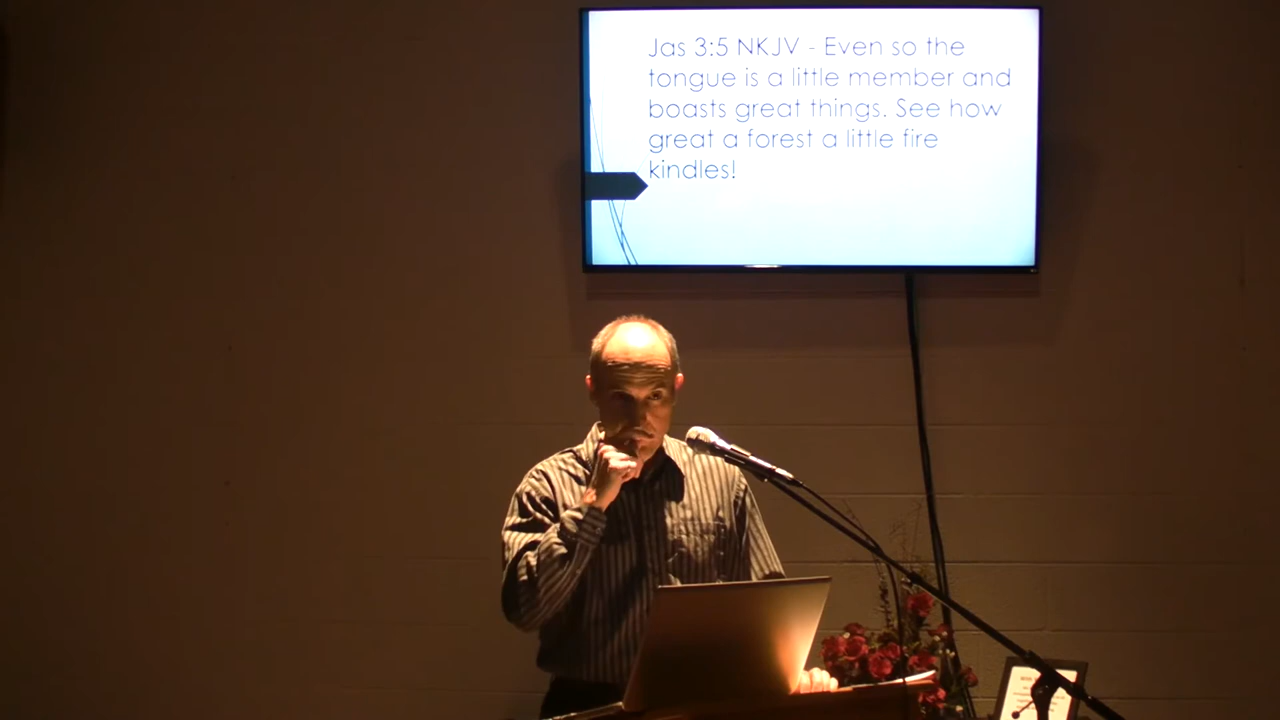 Jas 3:5 NKJV - Even so the
tongue is a little member and
boasts great things. See how
great a forest a little fire
kindles!